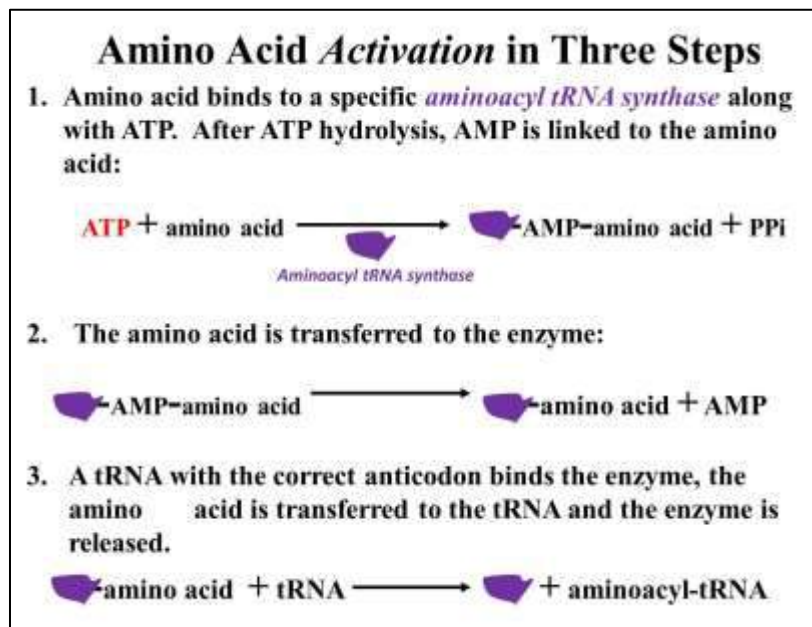 Amino Acid Activation in Three Steps
1. Amino acid binds to a specific aminoacyl tRNA synthase along
with ATP. After ATP hydrolysis, AMP is linked to the amino
acid:
ATP + amino acid -AMP-amino acid + PPi
Aminoacyl tRNA synthase
2. The amino acid is transferred to the enzyme:
-AMP-amino acid -amino acid + AMP
3. A tRNA with the correct anticodon binds the enzyme, the
amino acid is transferred to the tRNA and the enzyme is
released.
-amino acid + tRNA + aminoacyl-tRNA